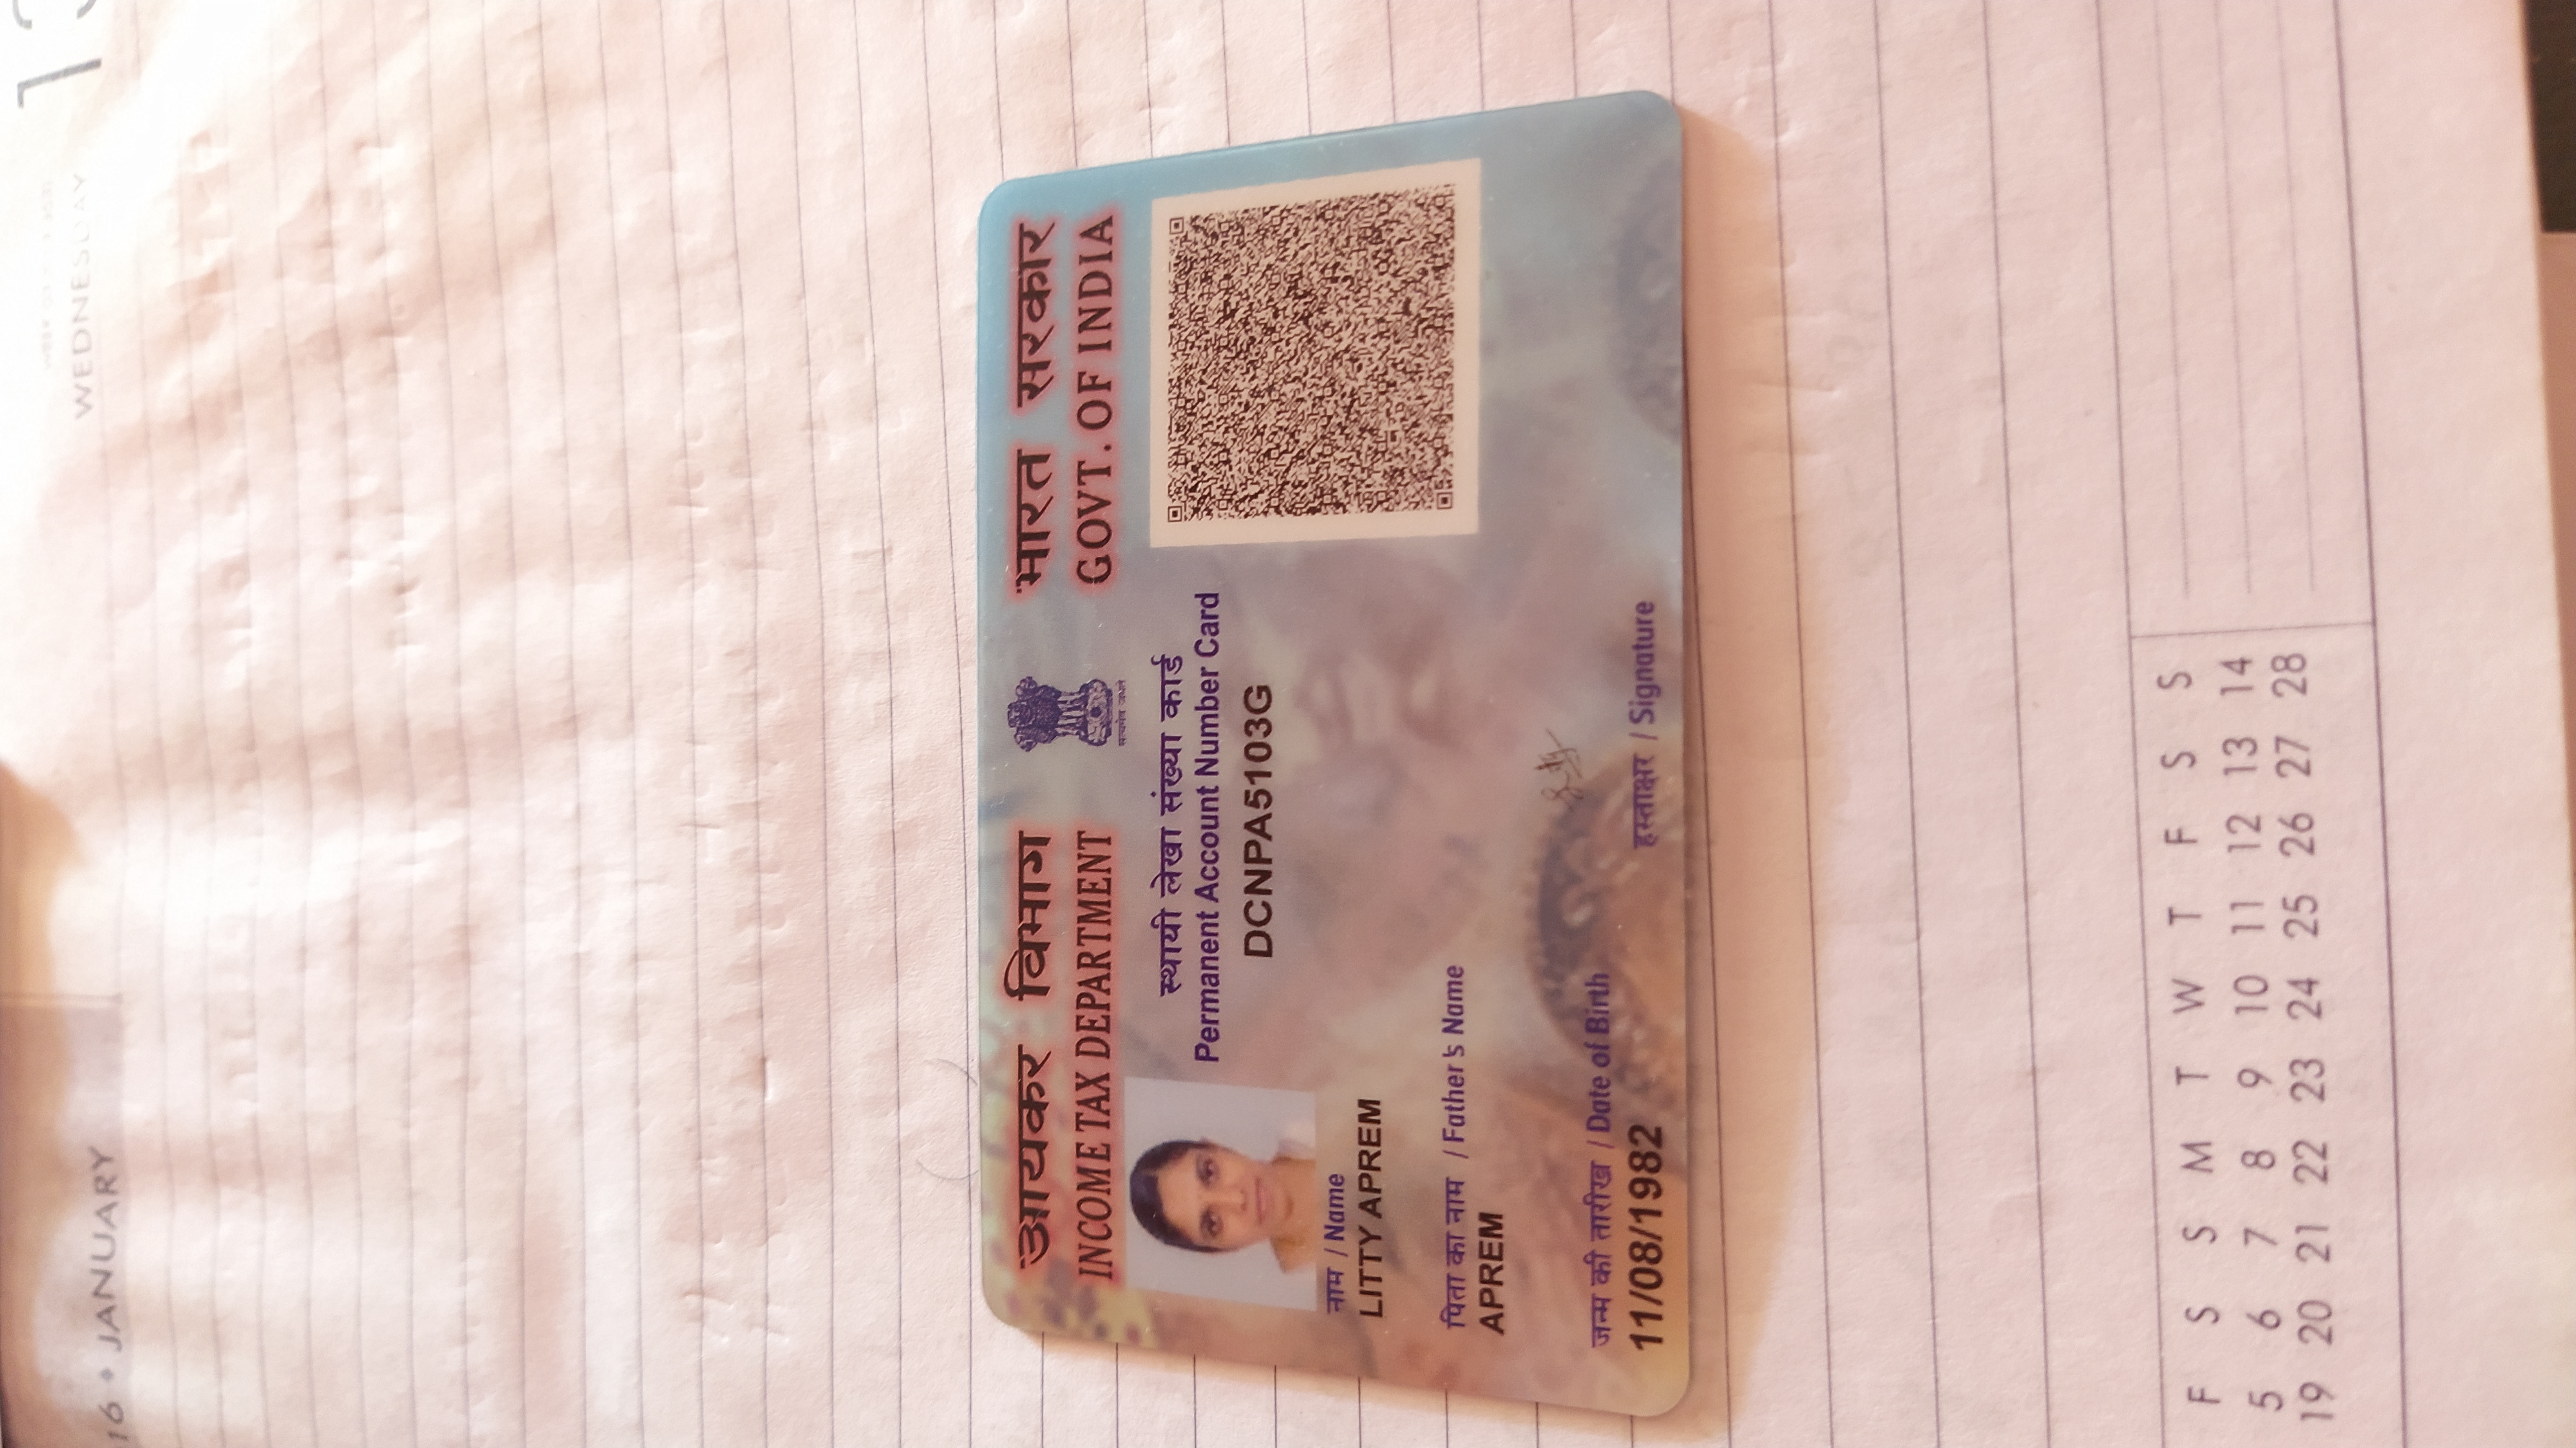 16 • JANUARY
WEDNESDAY
13
आयकर विभाग
INCOME TAX DEPARTMENT
सत्यमेव जयते
भारत सरकार
GOVT. OF INDIA
स्थायी लेखा संख्या कार्ड
Permanent Account Number Card
DCNPA5103G
नाम / Name
LITTY APREM
पिता का नाम / Father's Name
APREM
जन्म की तारीख / Date of Birth
11/08/1982
हस्ताक्षर / Signature
F S S M T W T F S S
5 6 7 8 9 10 11 12 13 14
19 20 21 22 23 24 25 26 27 28